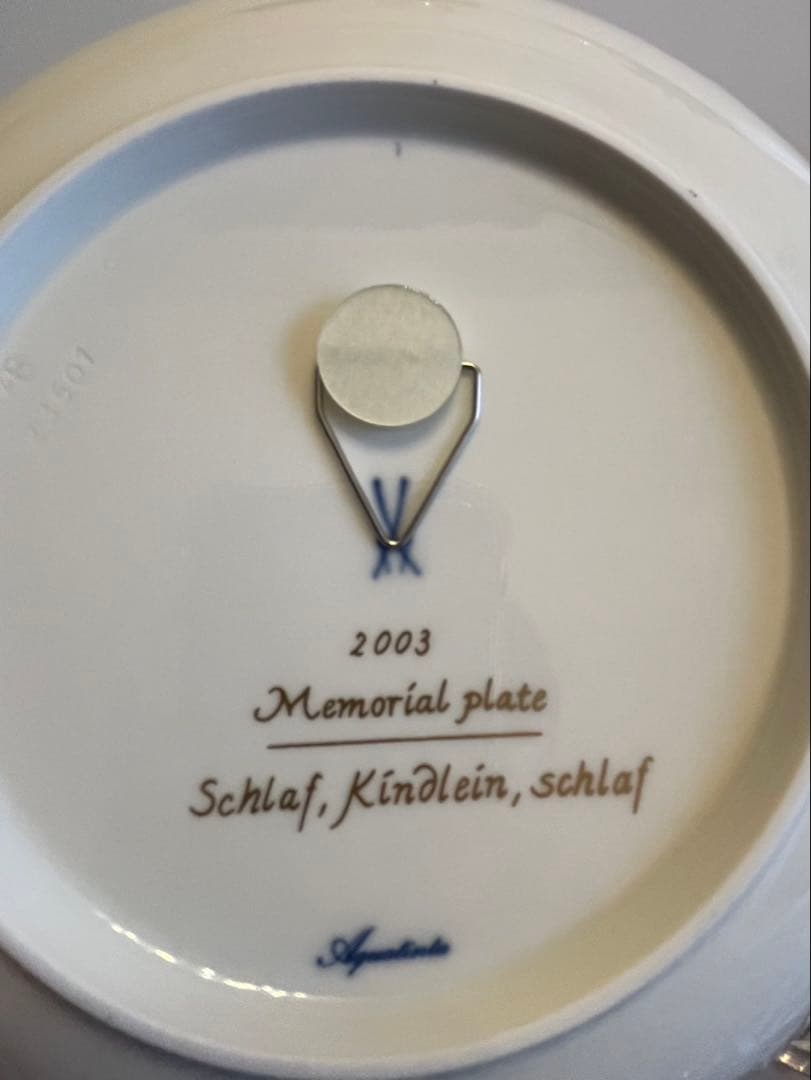 2003
Memorial plate
Schlaf, Kindlein, schlaf
Aquatinta